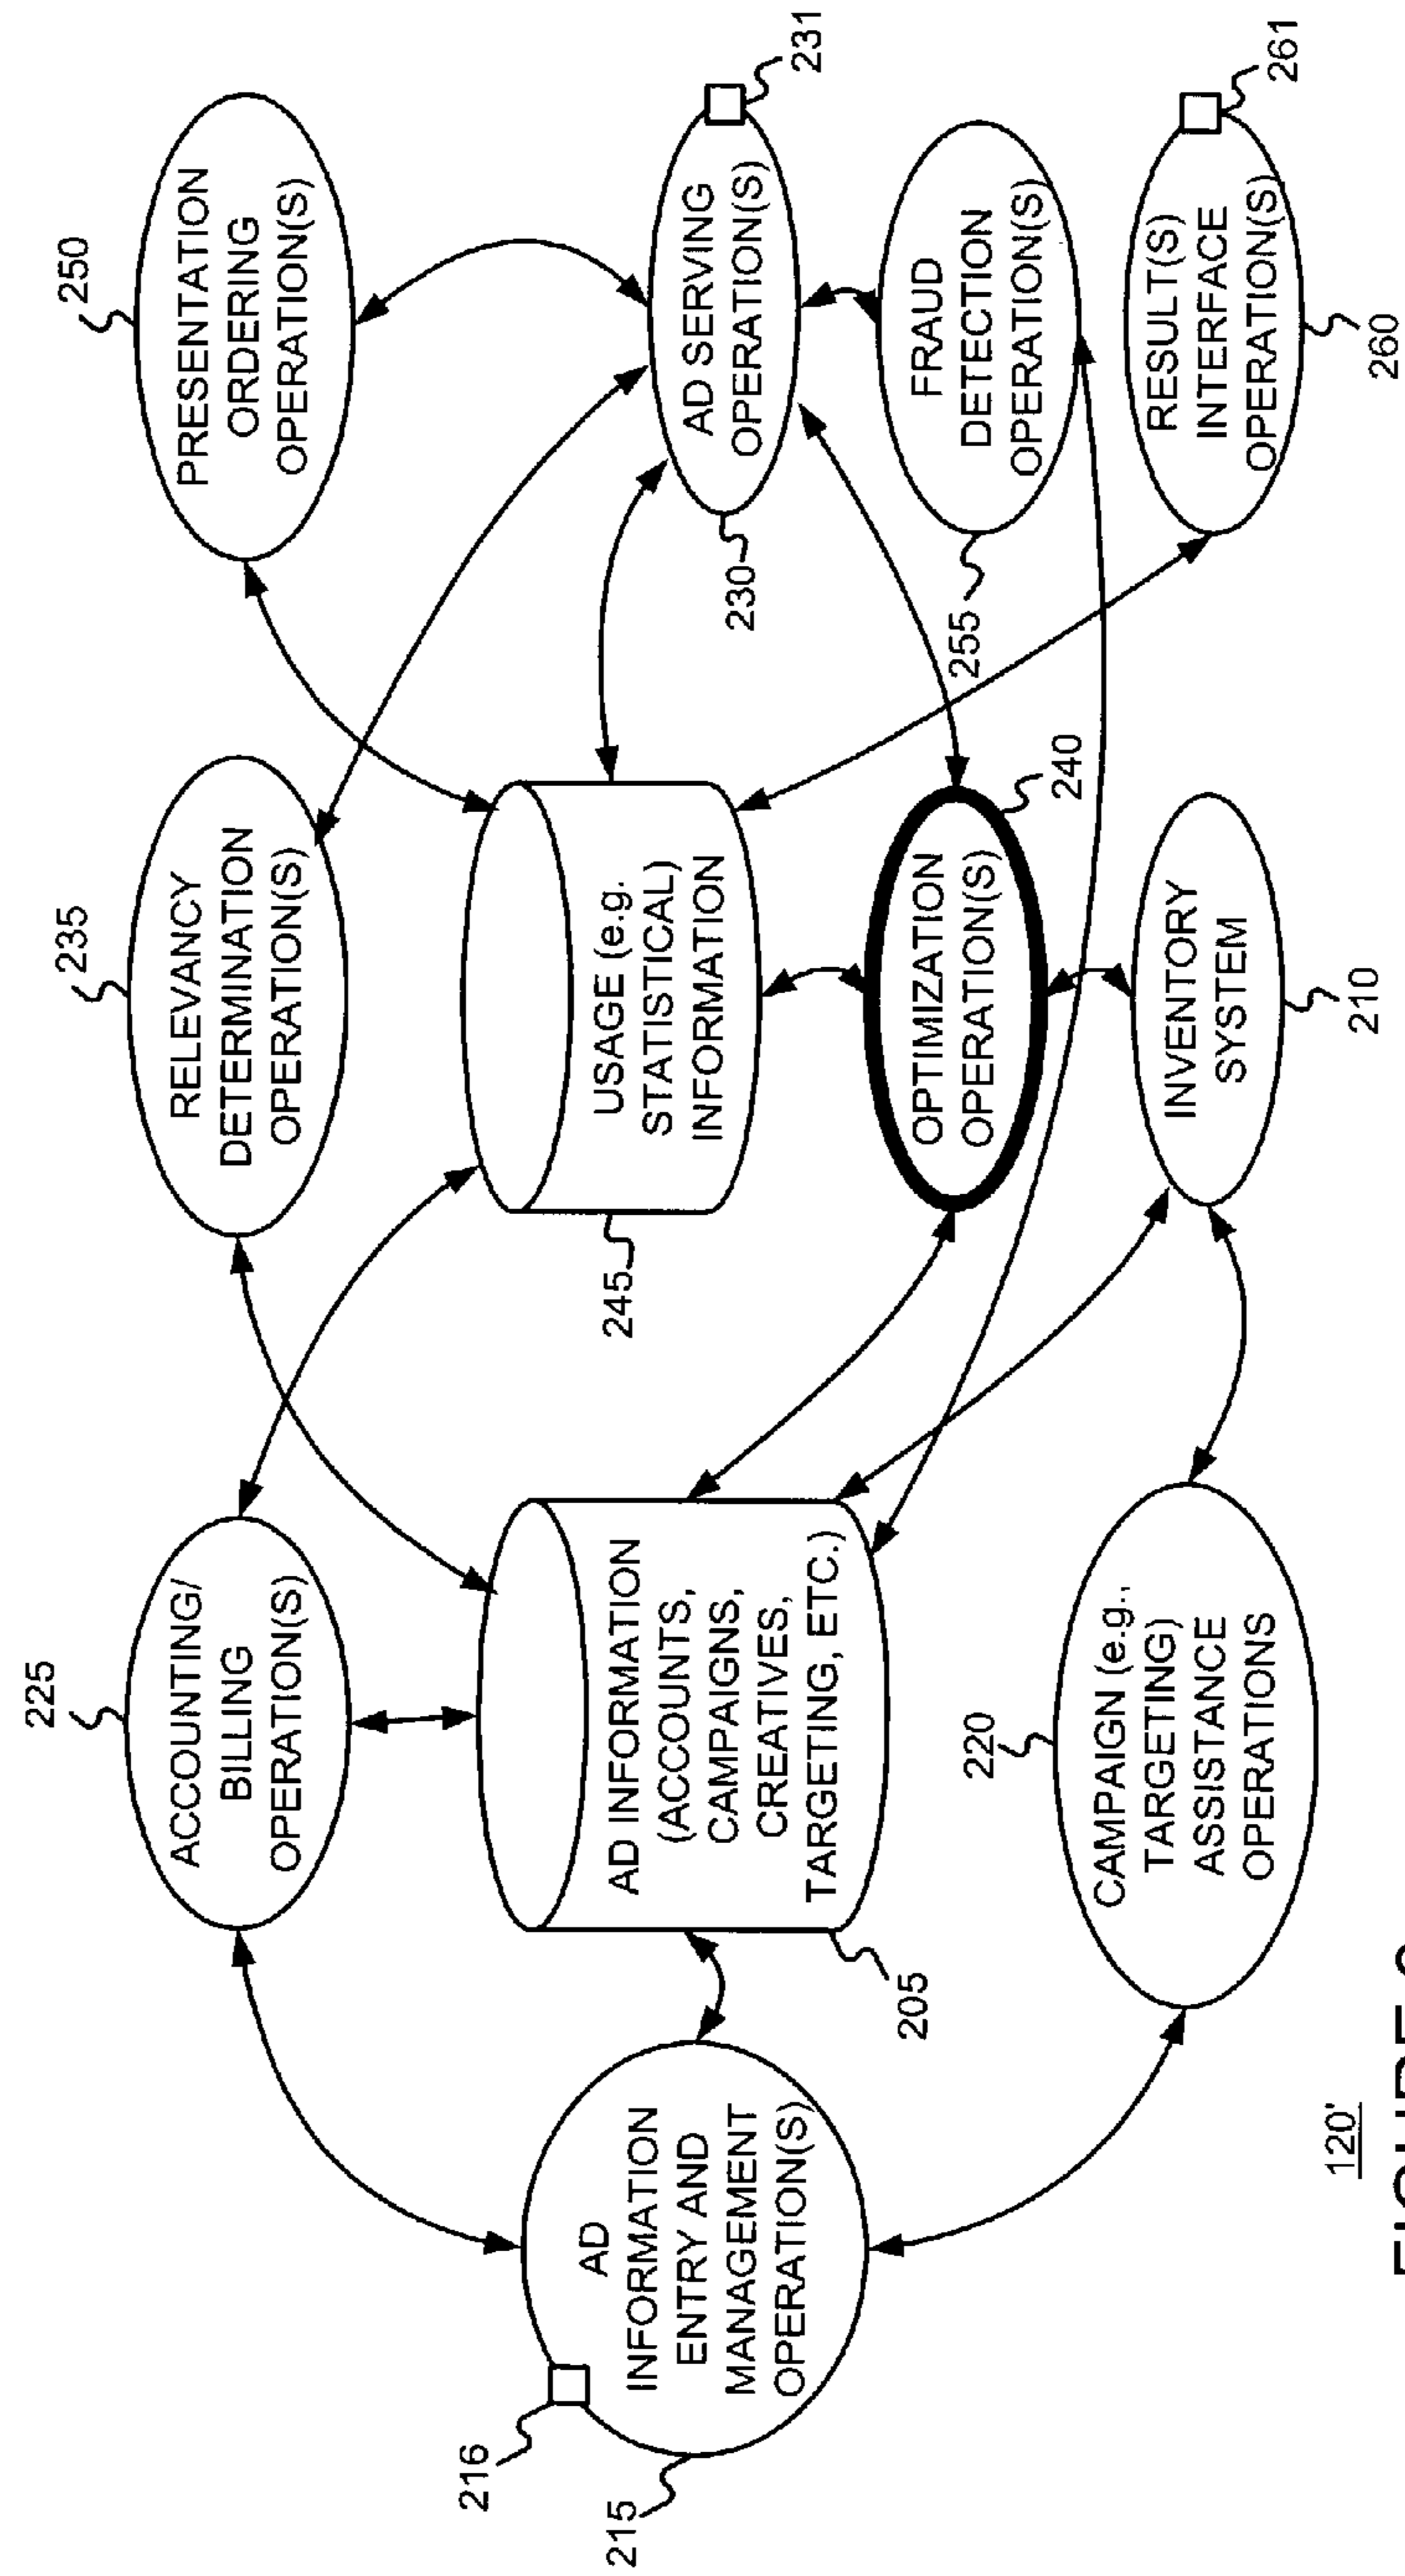 225
ACCOUNTING/
BILLING
OPERATION(S)
235
RELEVANCY
DETERMINATION
OPERATION(S)
250
PRESENTATION
ORDERING
OPERATION(S)
216
215
AD
INFORMATION
ENTRY AND
MANAGEMENT
OPERATION(S)
AD INFORMATION
(ACCOUNTS,
CAMPAIGNS,
CREATIVES,
TARGETING, ETC.)
205
USAGE (e.g.
STATISTICAL)
INFORMATION
245
AD SERVING
OPERATION(S)
230
231
OPTIMIZATION
OPERATION(S)
240
FRAUD
DETECTION
OPERATION(S)
255
220
CAMPAIGN (e.g.,
TARGETING)
ASSISTANCE
OPERATIONS
INVENTORY
SYSTEM
210
RESULT(S)
INTERFACE
OPERATION(S)
260
261
120'